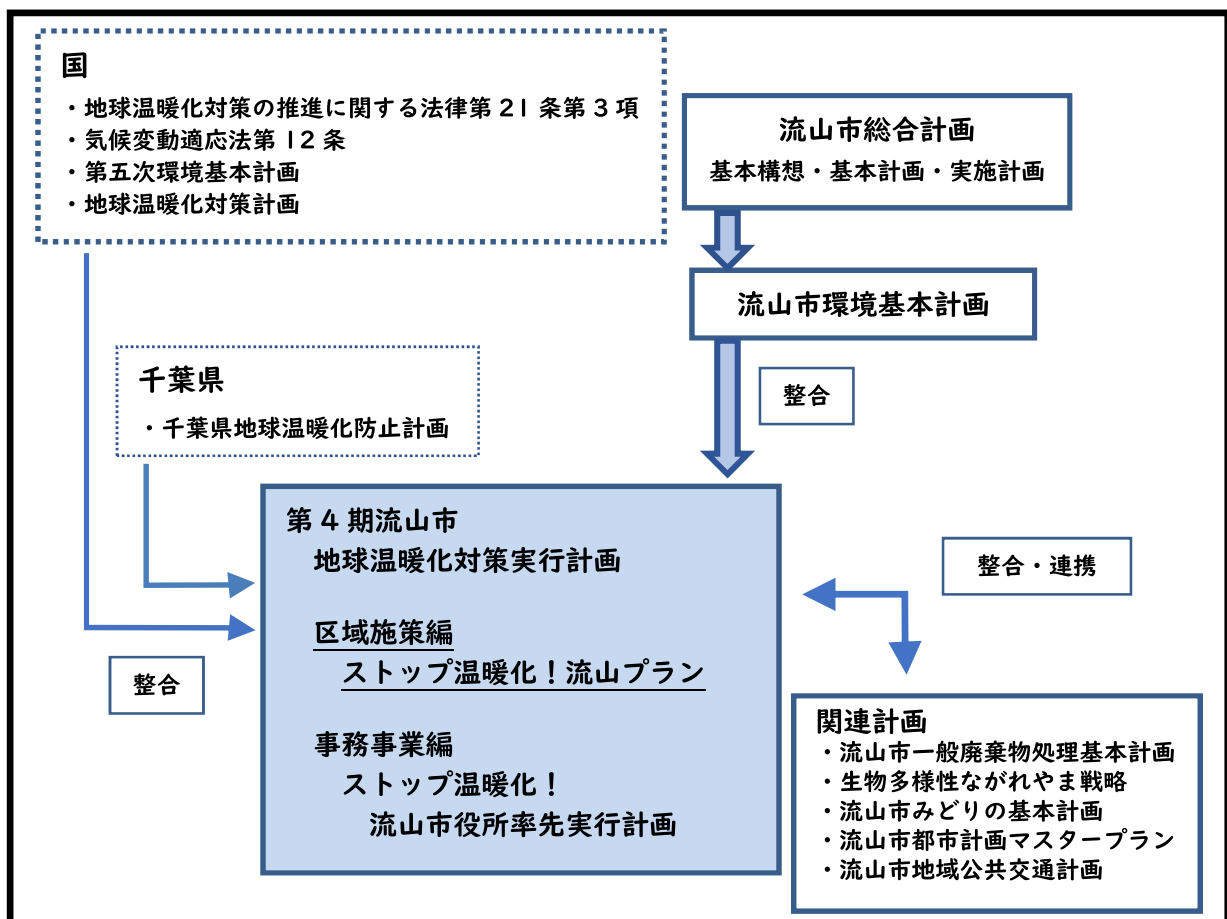 国
・地球温暖化対策の推進に関する法律第21条第3項
・気候変動適応法第12条
・第五次環境基本計画
・地球温暖化対策計画
流山市総合計画
基本構想・基本計画・実施計画
流山市環境基本計画
整合
千葉県
・千葉県地球温暖化防止計画
第4期流山市
地球温暖化対策実行計画
区域施策編
ストップ温暖化！流山プラン
事務事業編
ストップ温暖化！
流山市役所率先実行計画
整合
整合・連携
関連計画
・流山市一般廃棄物処理基本計画
・生物多様性ながれやま戦略
・流山市みどりの基本計画
・流山市都市計画マスタープラン
・流山市地域公共交通計画